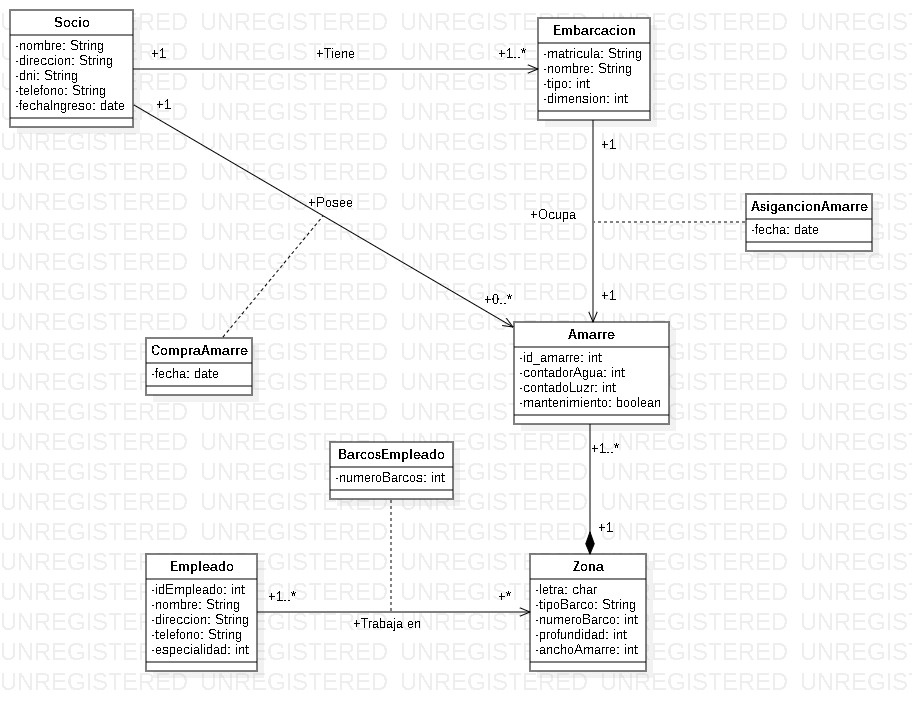 Socio
-nombre: String
-direccion: String
-dni: String
-telefono: String
-fechaIngreso: date
+1
+Tiene
+1..*
Embarcacion
-matricula: String
-nombre: String
-tipo: int
-dimension: int
+1
+Posee
+0..*
+1
+Ocupa
+1
AsigancionAmarre
-fecha: date
CompraAmarre
-fecha: date
Amarre
-id_amarre: int
-contadorAgua: int
-contadoLuzr: int
-mantenimiento: boolean
+1..*
+1
BarcosEmpleado
-numeroBarcos: int
Empleado
-idEmpleado: int
-nombre: String
-direccion: String
-telefono: String
-especialidad: int
+1..*
+Trabaja en
+*
Zona
-letra: char
-tipoBarco: String
-numeroBarco: int
-profundidad: int
-anchoAmarre: int
UNREGISTERED